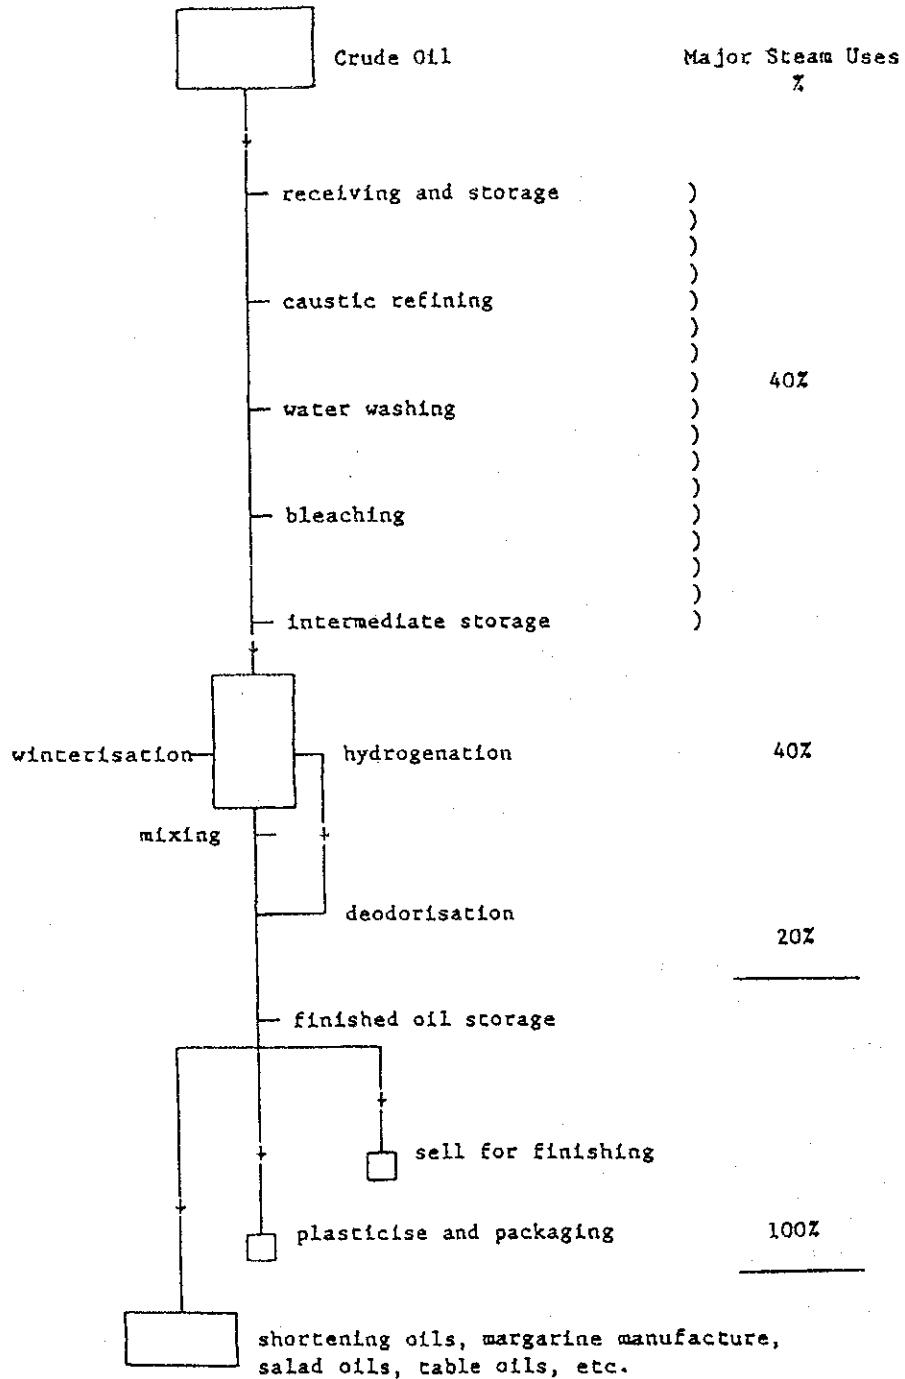 Crude Oil
Major Steam Uses
%
receiving and storage )
)
)
)
caustic refining )
)
)
) 40%
water washing )
)
)
)
bleaching )
)
)
)
intermediate storage )
winterisation hydrogenation 40%
mixing
deodorisation
20%
finished oil storage
sell for finishing
plasticise and packaging 100%
shortening oils, margarine manufacture,
salad oils, table oils, etc.